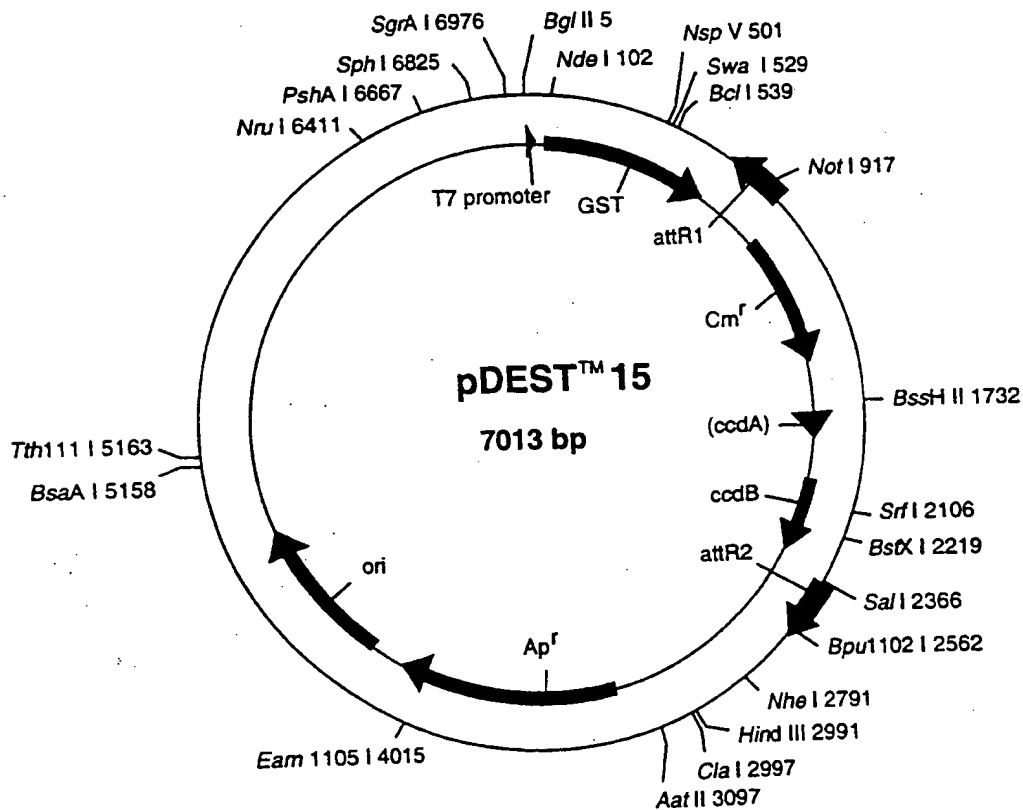 SgrA I 6976
Bgl II 5
Nsp V 501
Sph I 6825
Nde I 102
Swa I 529
PshA I 6667
Bcl I 539
Nru I 6411
Not I 917
T7 promoter
GST
attR1
Cmʳ
pDEST™ 15
7013 bp
BssH II 1732
(ccdA)
Tth111 I 5163
BsaA I 5158
ccdB
Srf I 2106
BstX I 2219
attR2
ori
Sal I 2366
Apʳ
Bpu1102 I 2562
Nhe I 2791
Eam 1105 I 4015
Hind III 2991
Cla I 2997
Aat II 3097